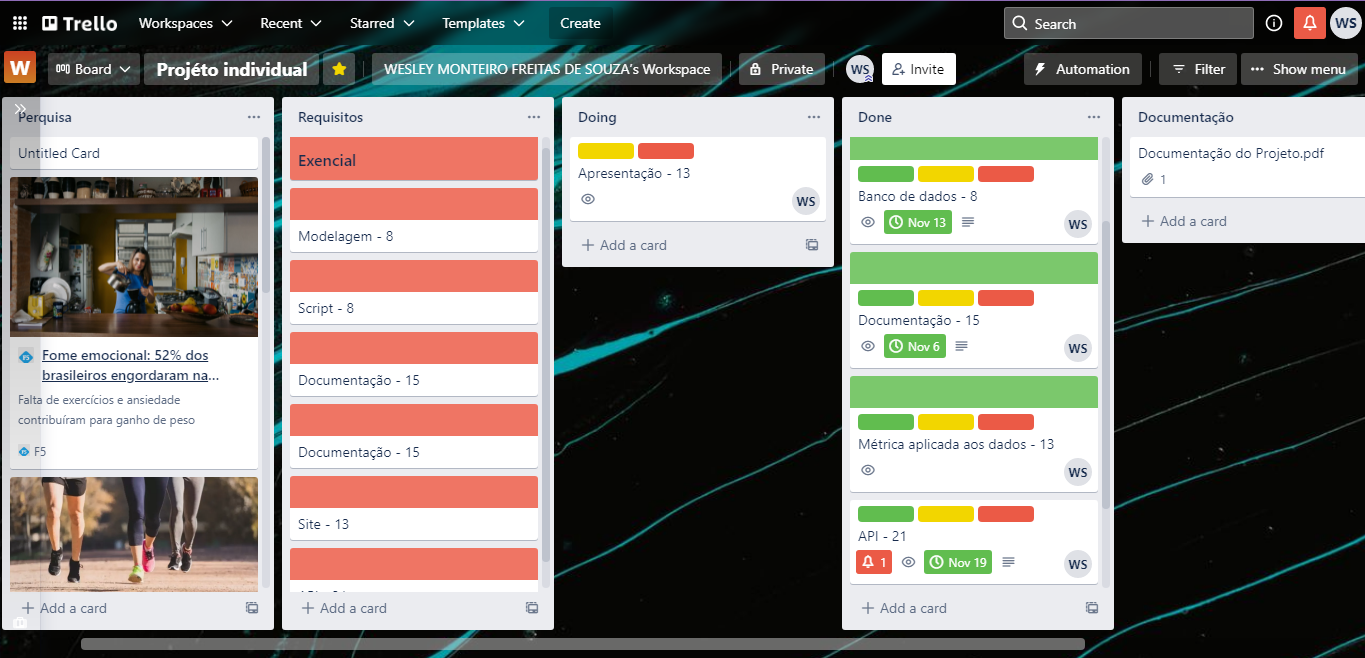 Trello
Workspaces
Recent
Starred
Templates
Create
Search
WS
W
Board
Projéto individual
WESLEY MONTEIRO FREITAS DE SOUZA's Workspace
Private
WS
Invite
Automation
Filter
Show menu
Perquisa
Untitled Card
Fome emocional: 52% dos
brasileiros engordaram na...
Falta de exercícios e ansiedade
contribuíram para ganho de peso
F5
Add a card
Requisitos
Exencial
Modelagem - 8
Script - 8
Documentação - 15
Documentação - 15
Site - 13
Add a card
Doing
Apresentação - 13
WS
Add a card
Done
Banco de dados - 8
Nov 13
WS
Documentação - 15
Nov 6
WS
Métrica aplicada aos dados - 13
WS
API - 21
1
Nov 19
WS
Add a card
Documentação
Documentação do Projeto.pdf
1
Add a card